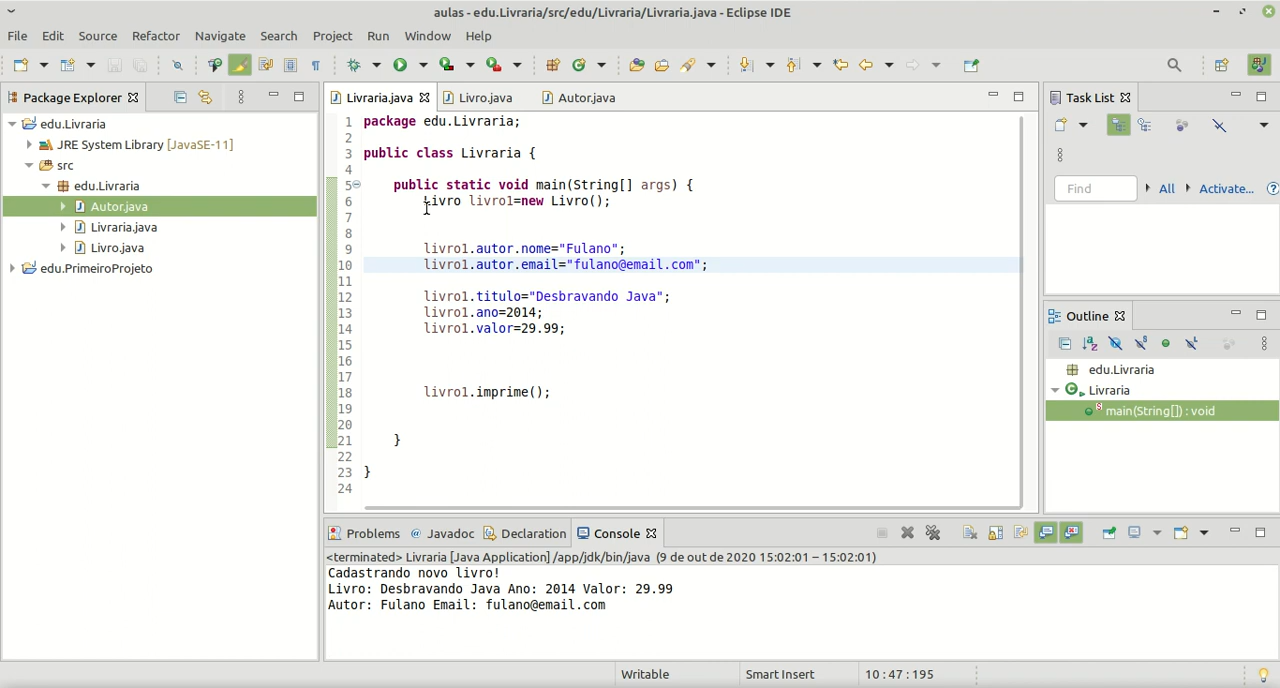 aulas - edu.Livraria/src/edu/Livraria/Livraria.java - Eclipse IDE
File Edit Source Refactor Navigate Search Project Run Window Help
Package Explorer
edu.Livraria
JRE System Library [JavaSE-11]
src
edu.Livraria
Autor.java
Livraria.java
Livro.java
edu.PrimeiroProjeto
Livraria.java Livro.java Autor.java
1 package edu.Livraria;
2
3 public class Livraria {
4
5 public static void main(String[] args) {
6 Livro livro1=new Livro();
7
8
9 livro1.autor.nome="Fulano";
10 livro1.autor.email="fulano@email.com";
11
12 livro1.titulo="Desbravando Java";
13 livro1.ano=2014;
14 livro1.valor=29.99;
15
16
17
18 livro1.imprime();
19
20
21 }
22
23 }
24
Task List
Find All Activate...
Outline
edu.Livraria
Livraria
main(String[]) : void
Problems Javadoc Declaration Console
<terminated> Livraria [Java Application] /app/jdk/bin/java (9 de out de 2020 15:02:01 – 15:02:01)
Cadastrando novo livro!
Livro: Desbravando Java Ano: 2014 Valor: 29.99
Autor: Fulano Email: fulano@email.com
Writable Smart Insert 10 : 47 : 195